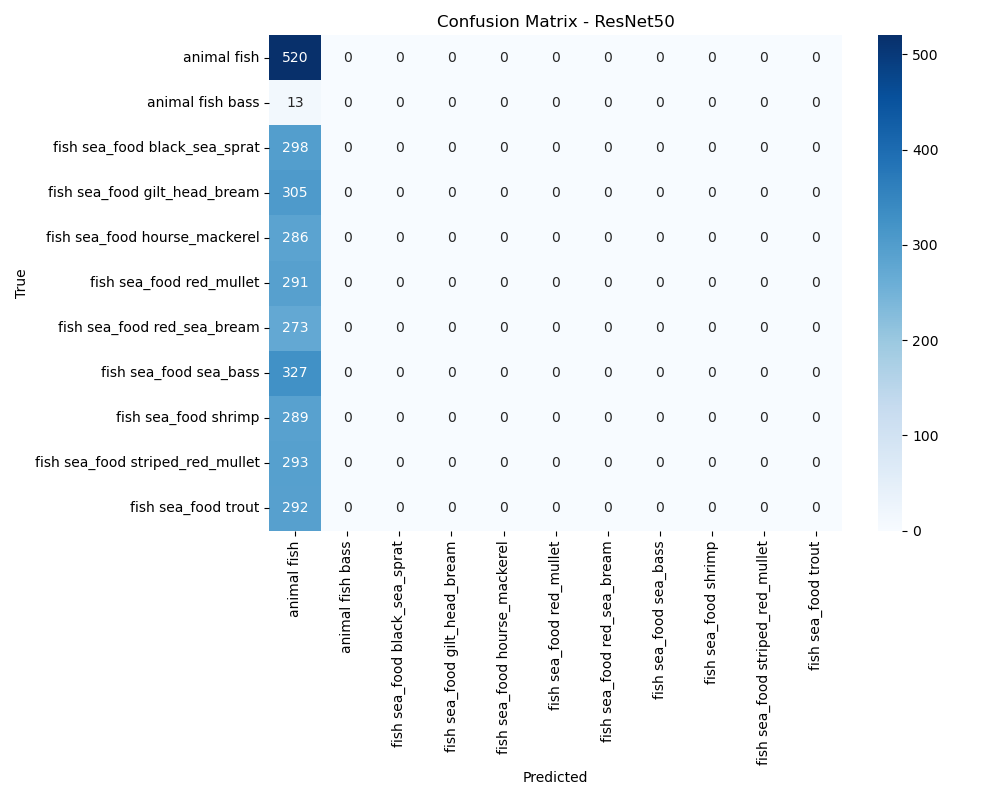 Confusion Matrix - ResNet50
True
animal fish 520 0 0 0 0 0 0 0 0 0 0
animal fish bass 13 0 0 0 0 0 0 0 0 0 0
fish sea_food black_sea_sprat 298 0 0 0 0 0 0 0 0 0 0
fish sea_food gilt_head_bream 305 0 0 0 0 0 0 0 0 0 0
fish sea_food hourse_mackerel 286 0 0 0 0 0 0 0 0 0 0
fish sea_food red_mullet 291 0 0 0 0 0 0 0 0 0 0
fish sea_food red_sea_bream 273 0 0 0 0 0 0 0 0 0 0
fish sea_food sea_bass 327 0 0 0 0 0 0 0 0 0 0
fish sea_food shrimp 289 0 0 0 0 0 0 0 0 0 0
fish sea_food striped_red_mullet 293 0 0 0 0 0 0 0 0 0 0
fish sea_food trout 292 0 0 0 0 0 0 0 0 0 0
animal fish
animal fish bass
fish sea_food black_sea_sprat
fish sea_food gilt_head_bream
fish sea_food hourse_mackerel
fish sea_food red_mullet
fish sea_food red_sea_bream
fish sea_food sea_bass
fish sea_food shrimp
fish sea_food striped_red_mullet
fish sea_food trout
Predicted
500
400
300
200
100
0